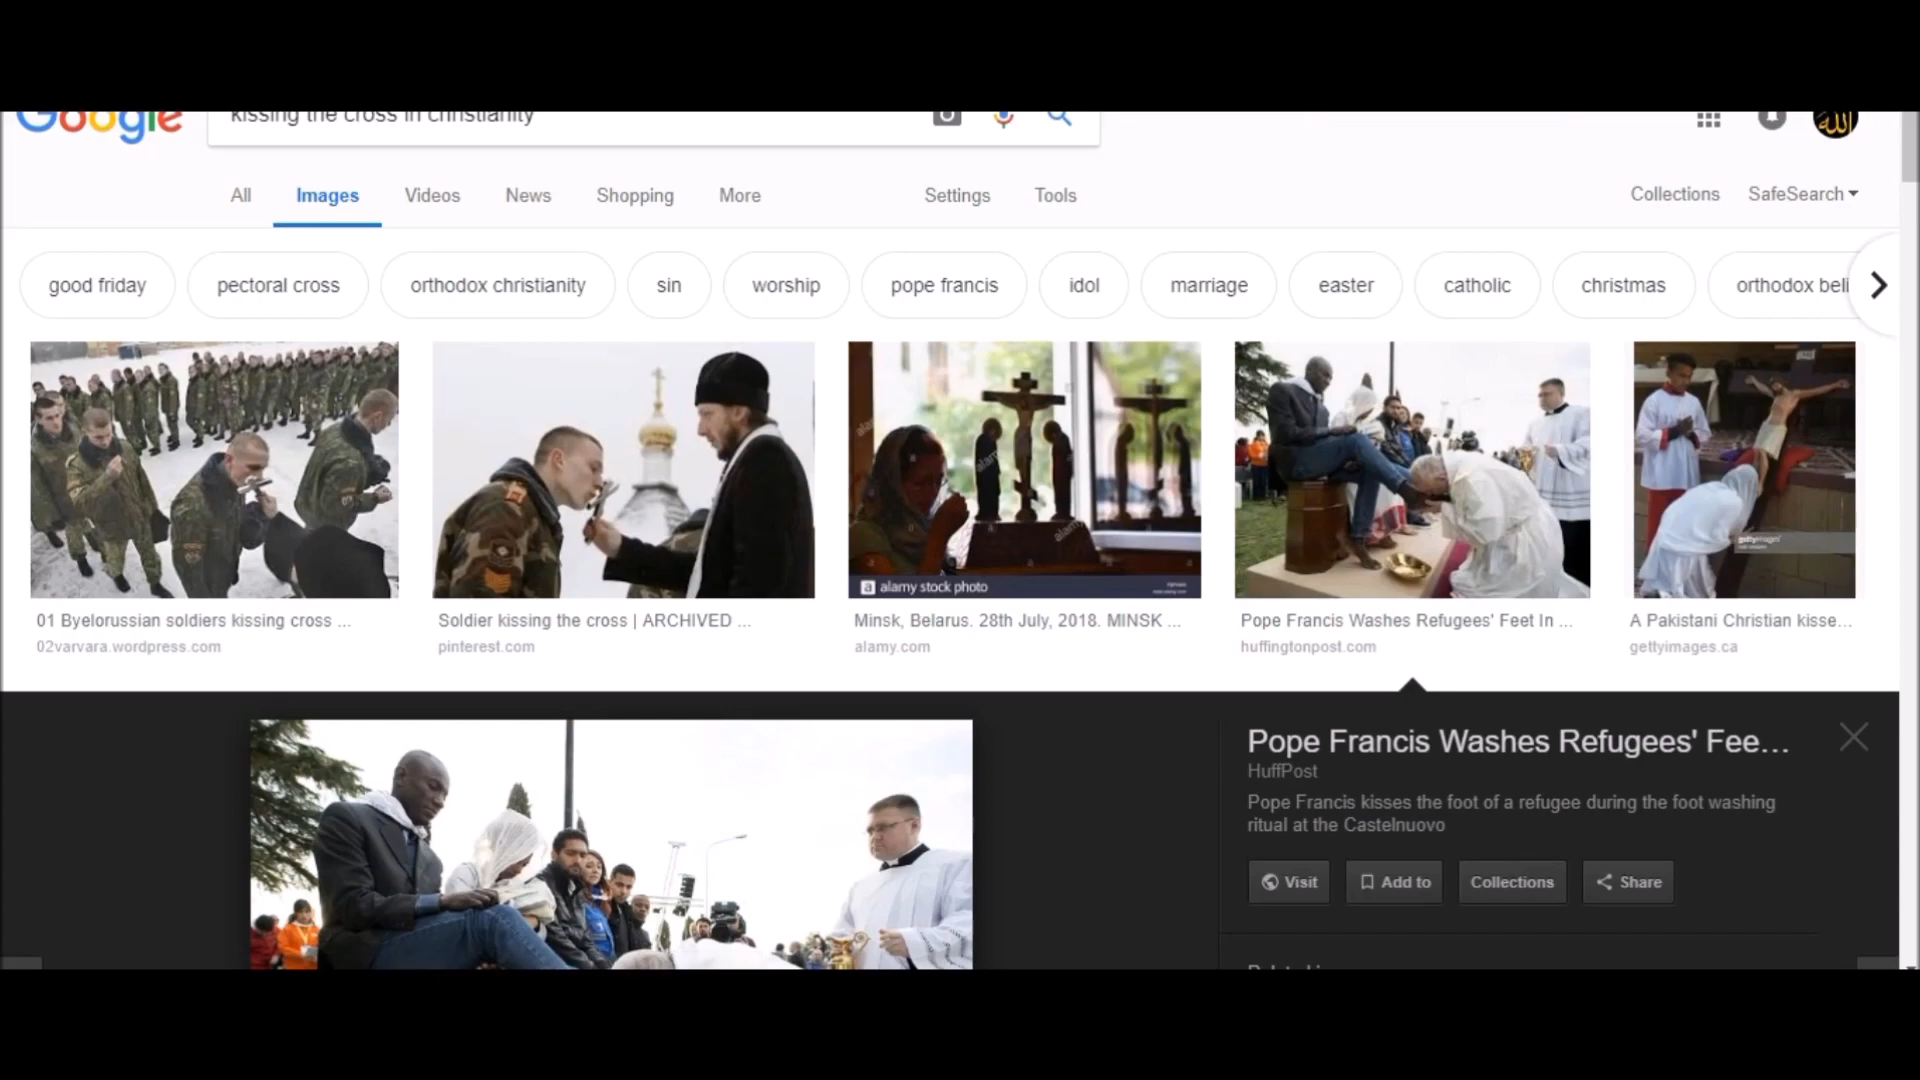 Google
kissing the cross in christianity
الله
All Images Videos News Shopping More Settings Tools Collections SafeSearch
good friday pectoral cross orthodox christianity sin worship pope francis idol marriage easter catholic christmas orthodox beli
alamy stock photo
gettyimages
01 Byelorussian soldiers kissing cross ...
02varvara.wordpress.com
Soldier kissing the cross | ARCHIVED ...
pinterest.com
Minsk, Belarus. 28th July, 2018. MINSK ...
alamy.com
Pope Francis Washes Refugees' Feet In ...
huffingtonpost.com
A Pakistani Christian kisse...
gettyimages.ca
Pope Francis Washes Refugees' Fee...
HuffPost
Pope Francis kisses the foot of a refugee during the foot washing
ritual at the Castelnuovo
Visit Add to Collections Share